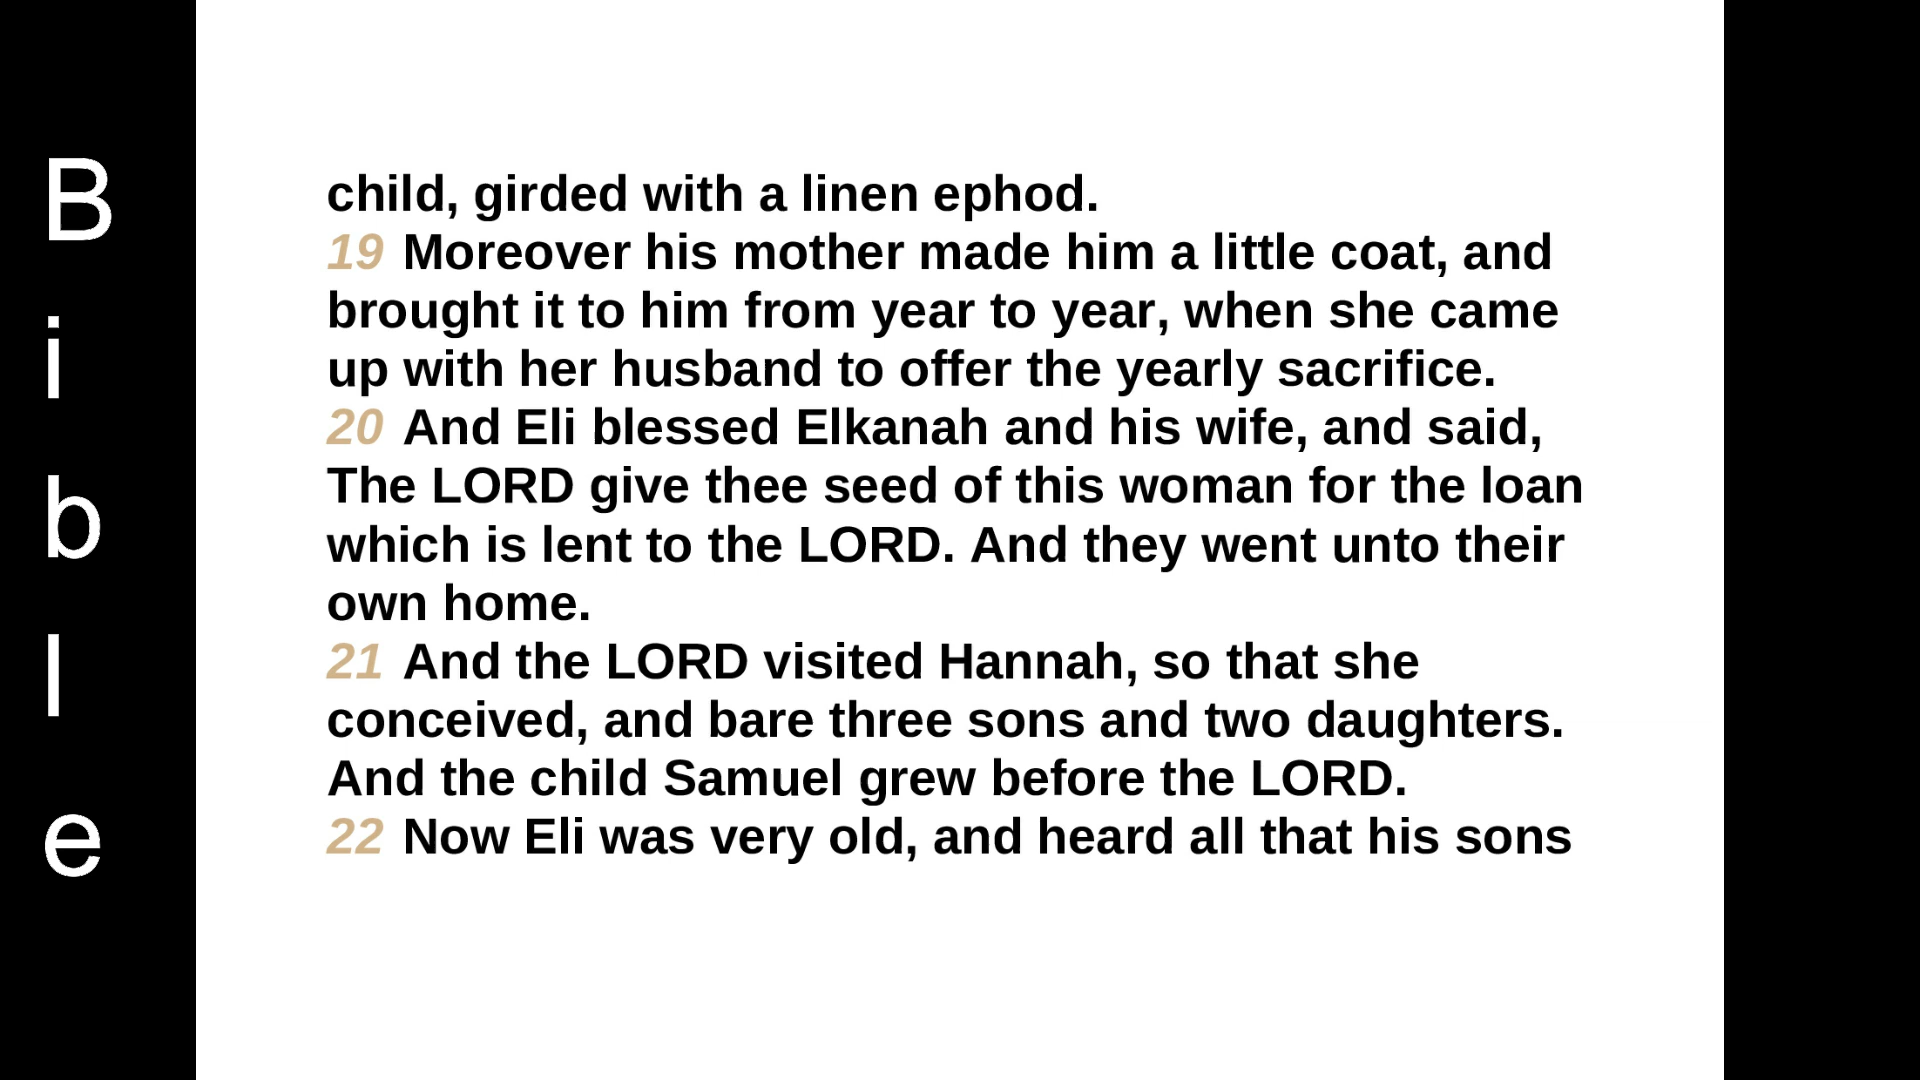 Bible
child, girded with a linen ephod.
19 Moreover his mother made him a little coat, and
brought it to him from year to year, when she came
up with her husband to offer the yearly sacrifice.
20 And Eli blessed Elkanah and his wife, and said,
The LORD give thee seed of this woman for the loan
which is lent to the LORD. And they went unto their
own home.
21 And the LORD visited Hannah, so that she
conceived, and bare three sons and two daughters.
And the child Samuel grew before the LORD.
22 Now Eli was very old, and heard all that his sons